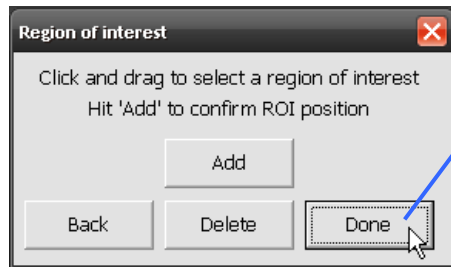 Region of interest
Click and drag to select a region of interest
Hit 'Add' to confirm ROI position
Add
Back Delete Done